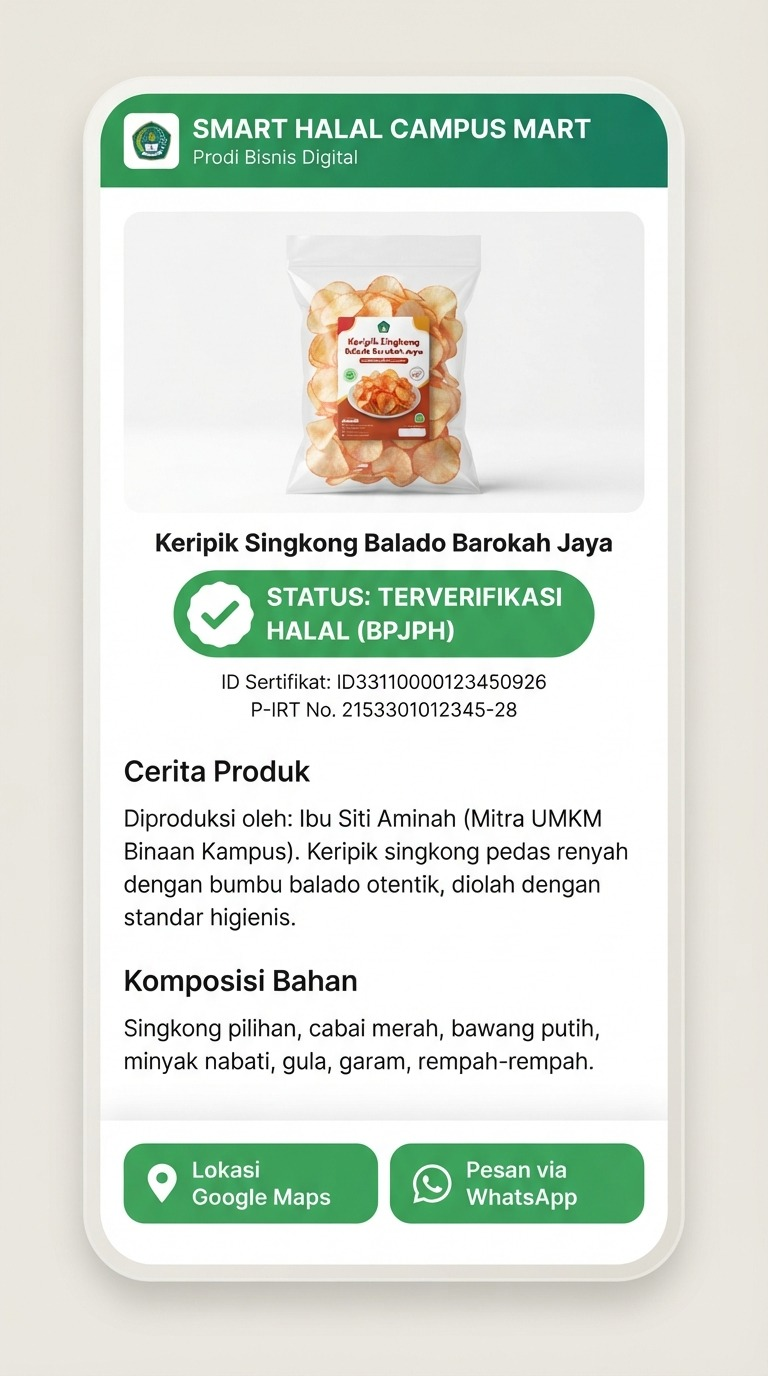 SMART HALAL CAMPUS MART
Prodi Bisnis Digital
Keripik Singkong Balado Barokah Jaya
STATUS: TERVERIFIKASI
HALAL (BPJPH)
ID Sertifikat: ID33110000123450926
P-IRT No. 2153301012345-28
Cerita Produk
Diproduksi oleh: Ibu Siti Aminah (Mitra UMKM
Binaan Kampus). Keripik singkong pedas renyah
dengan bumbu balado otentik, diolah dengan
standar higienis.
Komposisi Bahan
Singkong pilihan, cabai merah, bawang putih,
minyak nabati, gula, garam, rempah-rempah.
Lokasi
Google Maps
Pesan via
WhatsApp